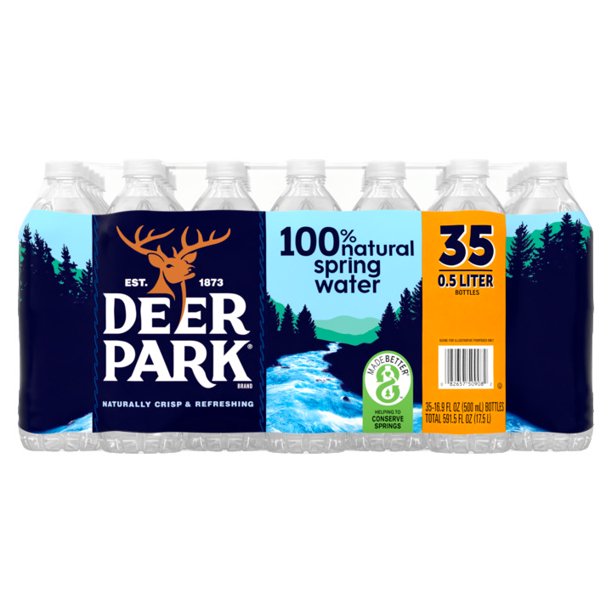 EST. 1873
DEER
PARK®
BRAND
NATURALLY CRISP & REFRESHING
100%
natural
spring
water
MADE BETTER
HELPING TO
CONSERVE
SPRINGS
35
0.5 LITER
BOTTLES
35-16.9 FL OZ (500 mL) BOTTLES
TOTAL 591.5 FL OZ (17.5 L)